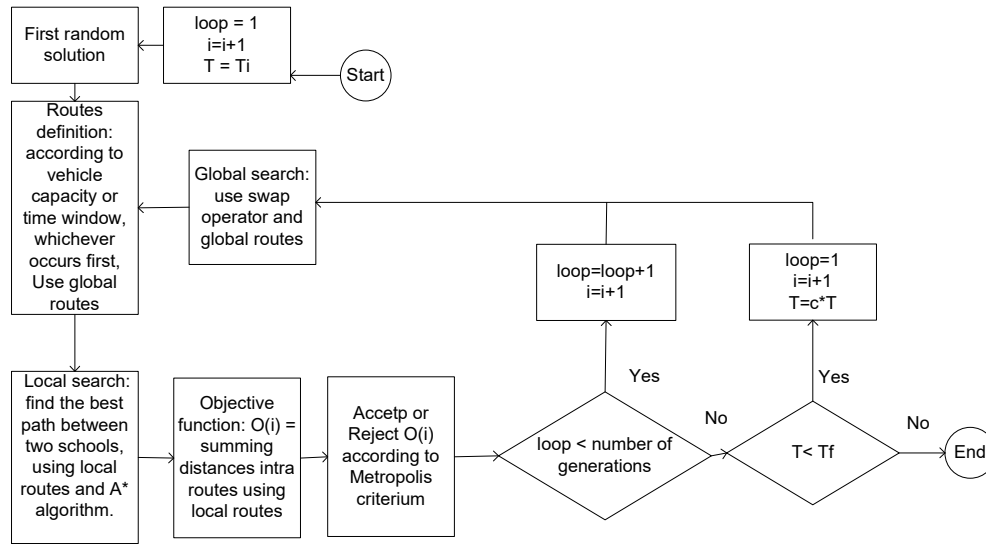 First random
solution
loop = 1
i=i+1
T = Ti
Start
Routes
definition:
according to
vehicle
capacity or
time window,
whichever
occurs first,
Use global
routes
Global search:
use swap
operator and
global routes
loop=loop+1
i=i+1
loop=1
i=i+1
T=c*T
Local search:
find the best
path between
two schools,
using local
routes and A*
algorithm.
Objective
function: O(i) =
summing
distances intra
routes using
local routes
Accetp or
Reject O(i)
according to
Metropolis
criterium
Yes
loop < number of
generations
No
Yes
T< Tf
No
End